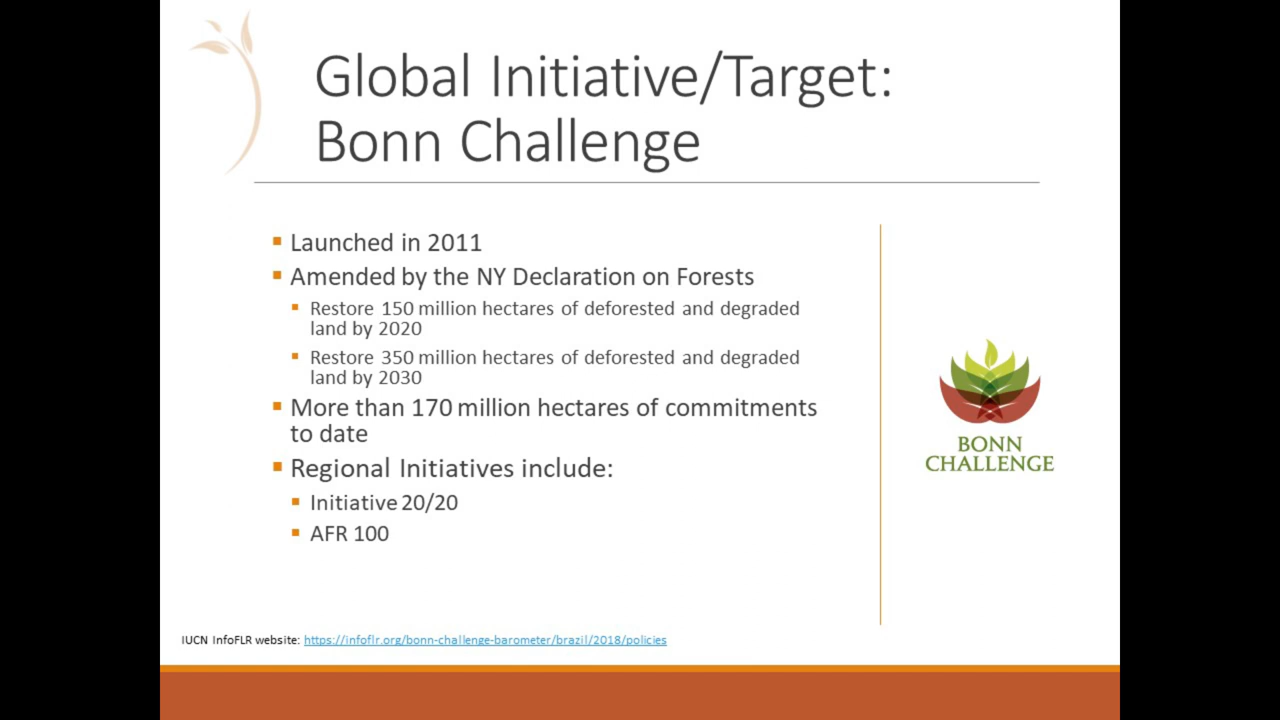 Global Initiative/Target:
Bonn Challenge
Launched in 2011
Amended by the NY Declaration on Forests
Restore 150 million hectares of deforested and degraded
land by 2020
Restore 350 million hectares of deforested and degraded
land by 2030
More than 170 million hectares of commitments
to date
Regional Initiatives include:
Initiative 20/20
AFR 100
BONN
CHALLENGE
IUCN InfoFLR website: https://infoflr.org/bonn-challenge-barometer/brazil/2018/policies